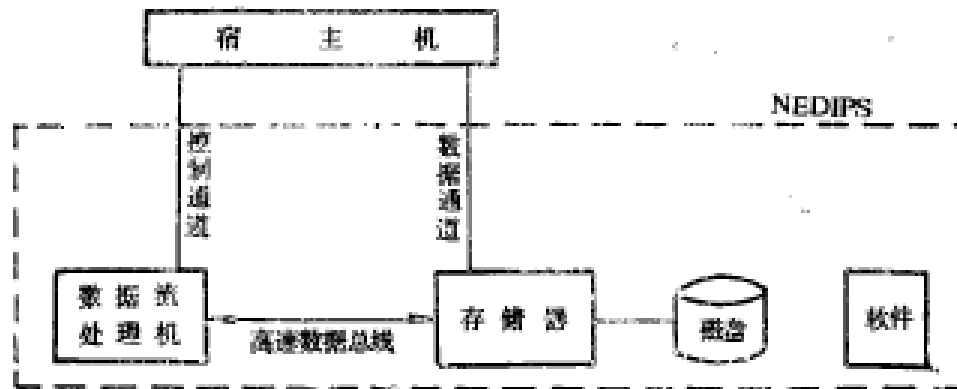 宿主机
NEDIPS
控制通道
数据通道
数据流
处理机
高速数据总线
存储器
磁盘
软件